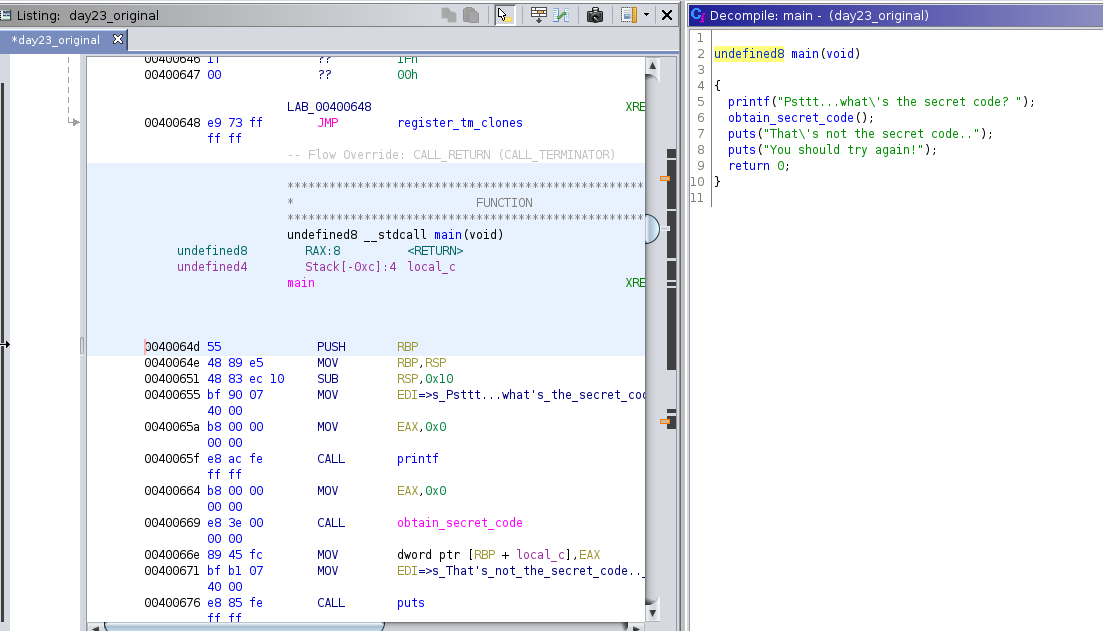 Listing: day23_original
*day23_original
00400646 1f ?? 1Fh
00400647 00 ?? 00h
LAB_00400648 XRE
00400648 e9 73 ff JMP register_tm_clones
ff ff
-- Flow Override: CALL_RETURN (CALL_TERMINATOR)
***************************************************
* FUNCTION
***************************************************
undefined8 __stdcall main(void)
undefined8 RAX:8 <RETURN>
undefined4 Stack[-0xc]:4 local_c
main XRE
0040064d 55 PUSH RBP
0040064e 48 89 e5 MOV RBP,RSP
00400651 48 83 ec 10 SUB RSP,0x10
00400655 bf 90 07 MOV EDI=>s_Psttt...what's_the_secret_cod
40 00
0040065a b8 00 00 MOV EAX,0x0
00 00
0040065f e8 ac fe CALL printf
ff ff
00400664 b8 00 00 MOV EAX,0x0
00 00
00400669 e8 3e 00 CALL obtain_secret_code
00 00
0040066e 89 45 fc MOV dword ptr [RBP + local_c],EAX
00400671 bf b1 07 MOV EDI=>s_That's_not_the_secret_code.._
40 00
00400676 e8 85 fe CALL puts
ff ff
Decompile: main - (day23_original)
1
2 undefined8 main(void)
3
4 {
5 printf("Psttt...what\'s the secret code? ");
6 obtain_secret_code();
7 puts("That\'s not the secret code..");
8 puts("You should try again!");
9 return 0;
10 }
11